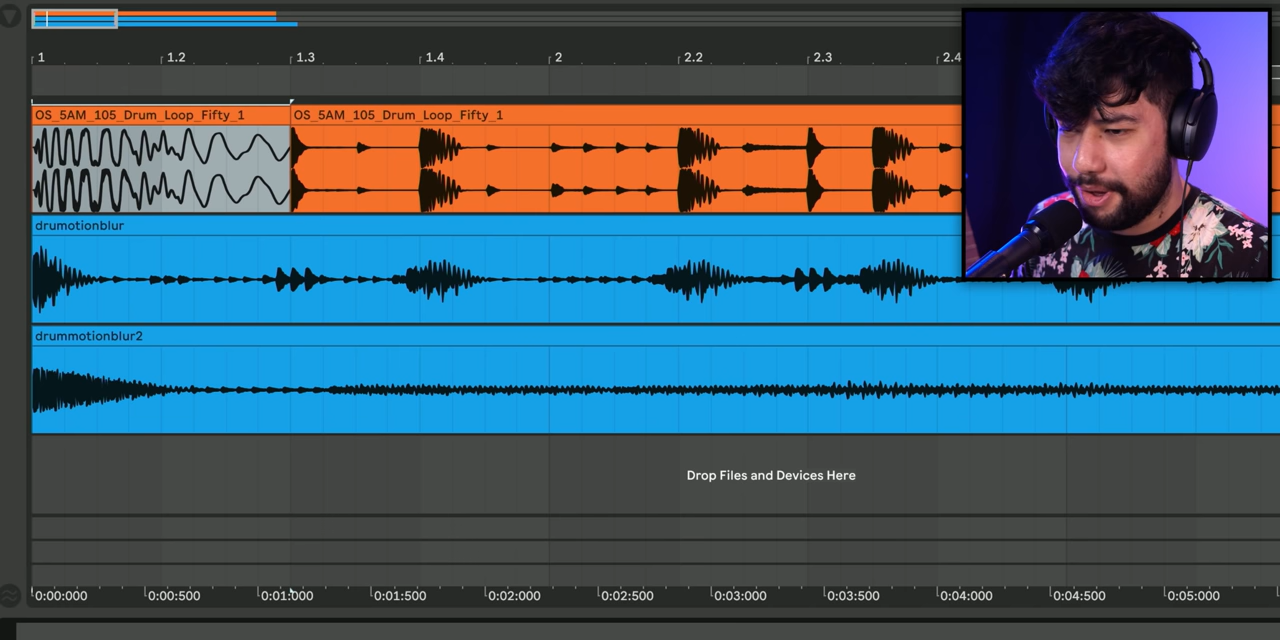 1 1.2 1.3 1.4 2 2.2 2.3 2.4
OS_5AM_105_Drum_Loop_Fifty_1 OS_5AM_105_Drum_Loop_Fifty_1
drumotionblur
drummotionblur2
Drop Files and Devices Here
0:00:000 0:00:500 0:01:000 0:01:500 0:02:000 0:02:500 0:03:000 0:03:500 0:04:000 0:04:500 0:05:000